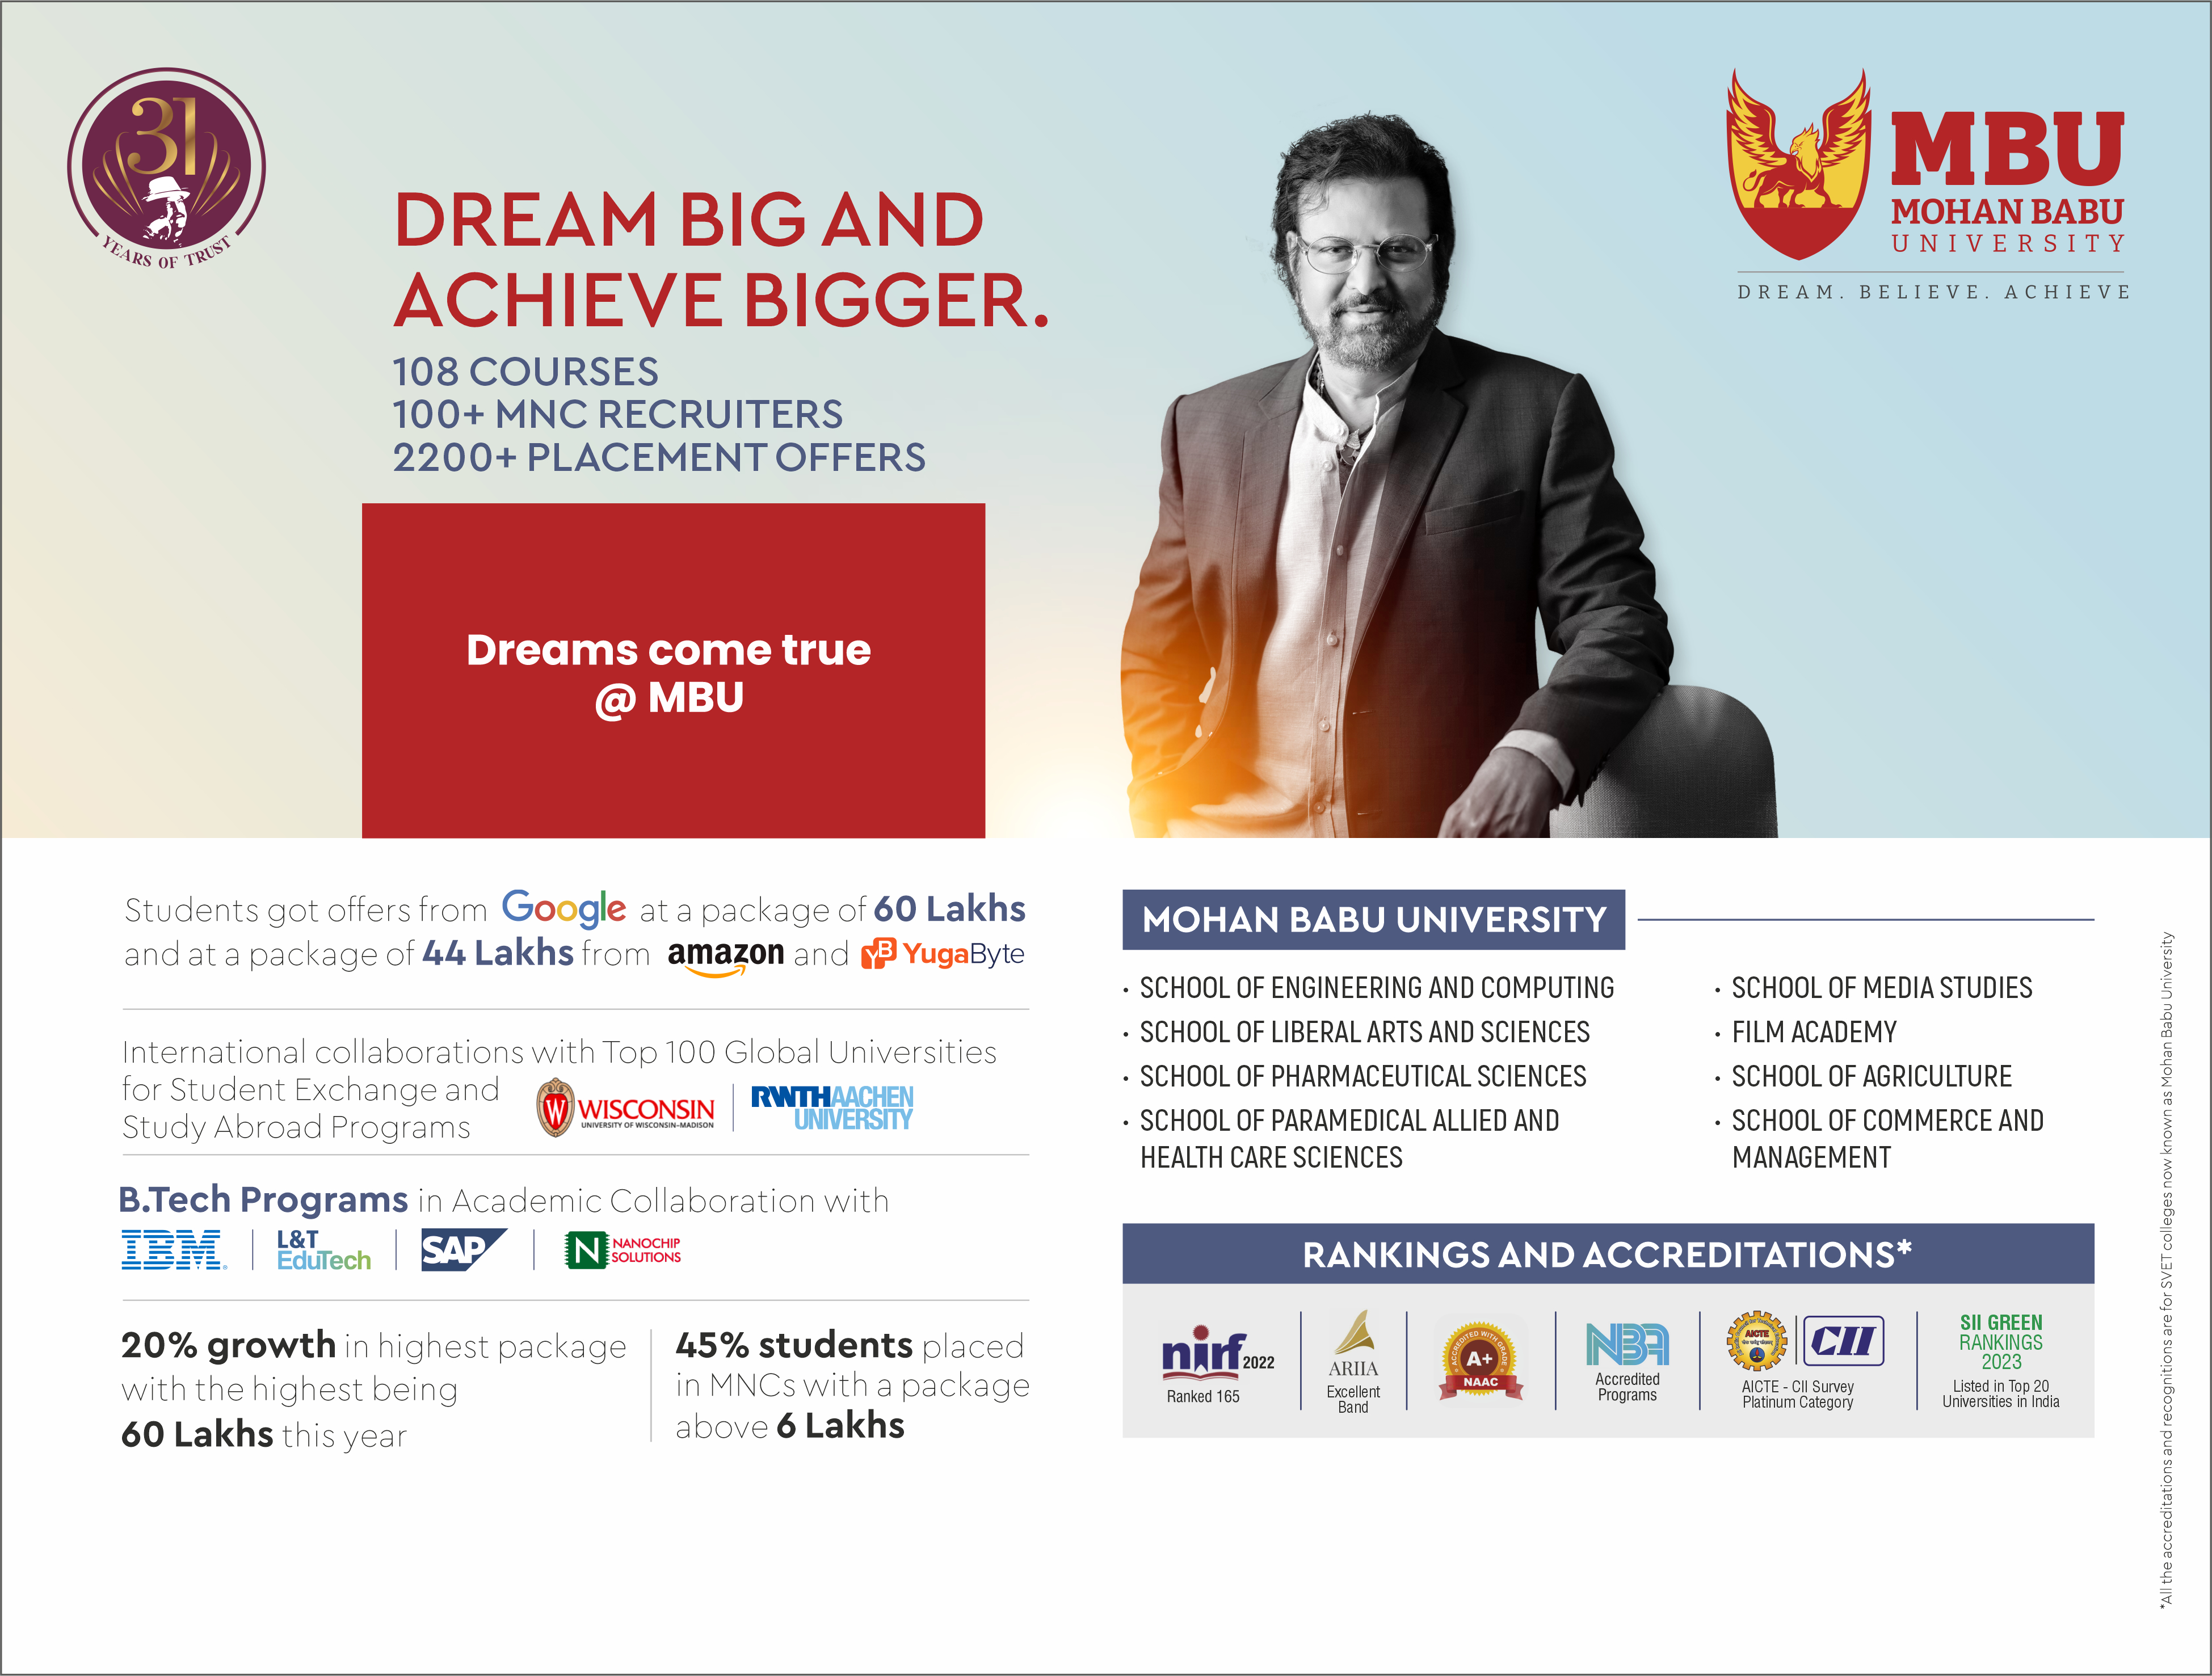 31
YEARS OF TRUST
MBU
MOHAN BABU
UNIVERSITY
DREAM. BELIEVE. ACHIEVE
DREAM BIG AND
ACHIEVE BIGGER.
108 COURSES
100+ MNC RECRUITERS
2200+ PLACEMENT OFFERS
Dreams come true
@ MBU
Students got offers from Google at a package of 60 Lakhs
and at a package of 44 Lakhs from amazon and YB YugaByte
International collaborations with Top 100 Global Universities
for Student Exchange and
Study Abroad Programs
W WISCONSIN
UNIVERSITY OF WISCONSIN–MADISON
RWTH AACHEN
UNIVERSITY
B.Tech Programs in Academic Collaboration with
IBM
L&T
EduTech
SAP
N NANOCHIP
SOLUTIONS
20% growth in highest package
with the highest being
60 Lakhs this year
45% students placed
in MNCs with a package
above 6 Lakhs
MOHAN BABU UNIVERSITY
• SCHOOL OF ENGINEERING AND COMPUTING
• SCHOOL OF LIBERAL ARTS AND SCIENCES
• SCHOOL OF PHARMACEUTICAL SCIENCES
• SCHOOL OF PARAMEDICAL ALLIED AND
HEALTH CARE SCIENCES
• SCHOOL OF MEDIA STUDIES
• FILM ACADEMY
• SCHOOL OF AGRICULTURE
• SCHOOL OF COMMERCE AND
MANAGEMENT
RANKINGS AND ACCREDITATIONS*
nirf 2022
Ranked 165
ARIIA
Excellent
Band
ACCREDITED WITH GRADE
A+
NAAC
NBA
Accredited
Programs
AICTE
CII
AICTE - CII Survey
Platinum Category
SII GREEN
RANKINGS
2023
Listed in Top 20
Universities in India
*All the accreditations and recognitions are for SVET colleges now known as Mohan Babu University